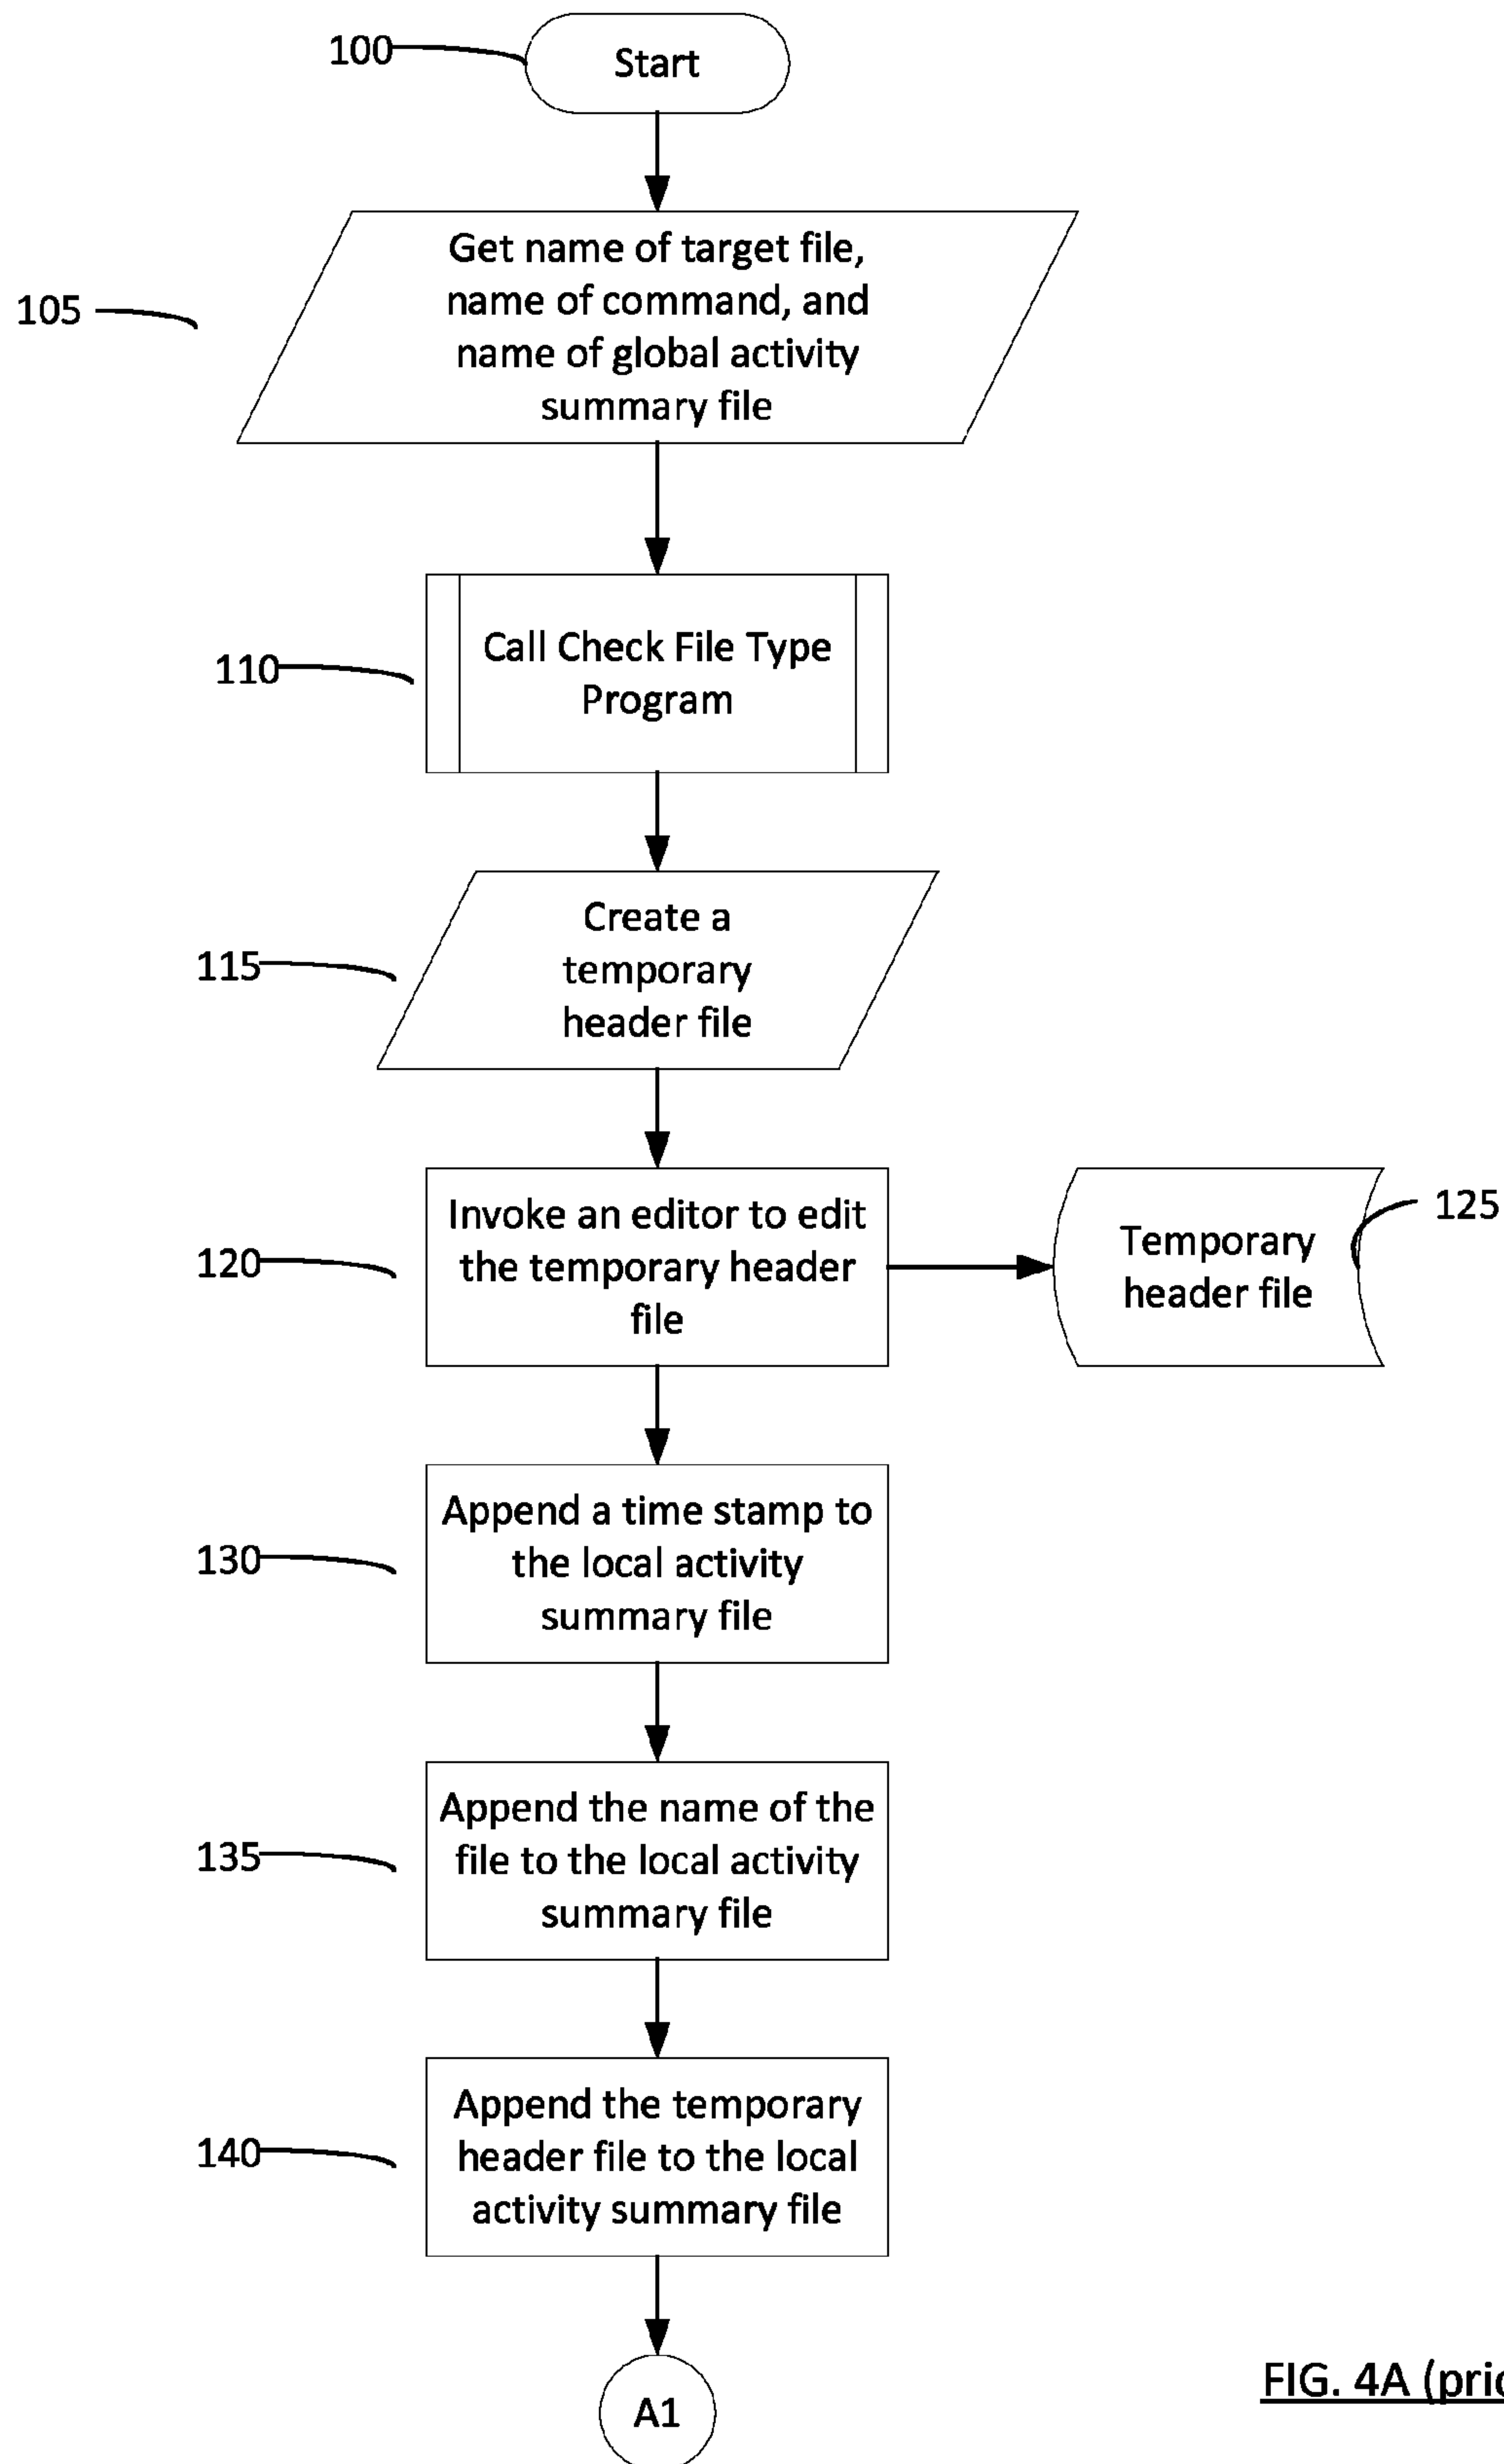 100
Start
105
Get name of target file,
name of command, and
name of global activity
summary file
110
Call Check File Type
Program
115
Create a
temporary
header file
120
Invoke an editor to edit
the temporary header
file
Temporary
header file
125
130
Append a time stamp to
the local activity
summary file
135
Append the name of the
file to the local activity
summary file
140
Append the temporary
header file to the local
activity summary file
A1
FIG. 4A